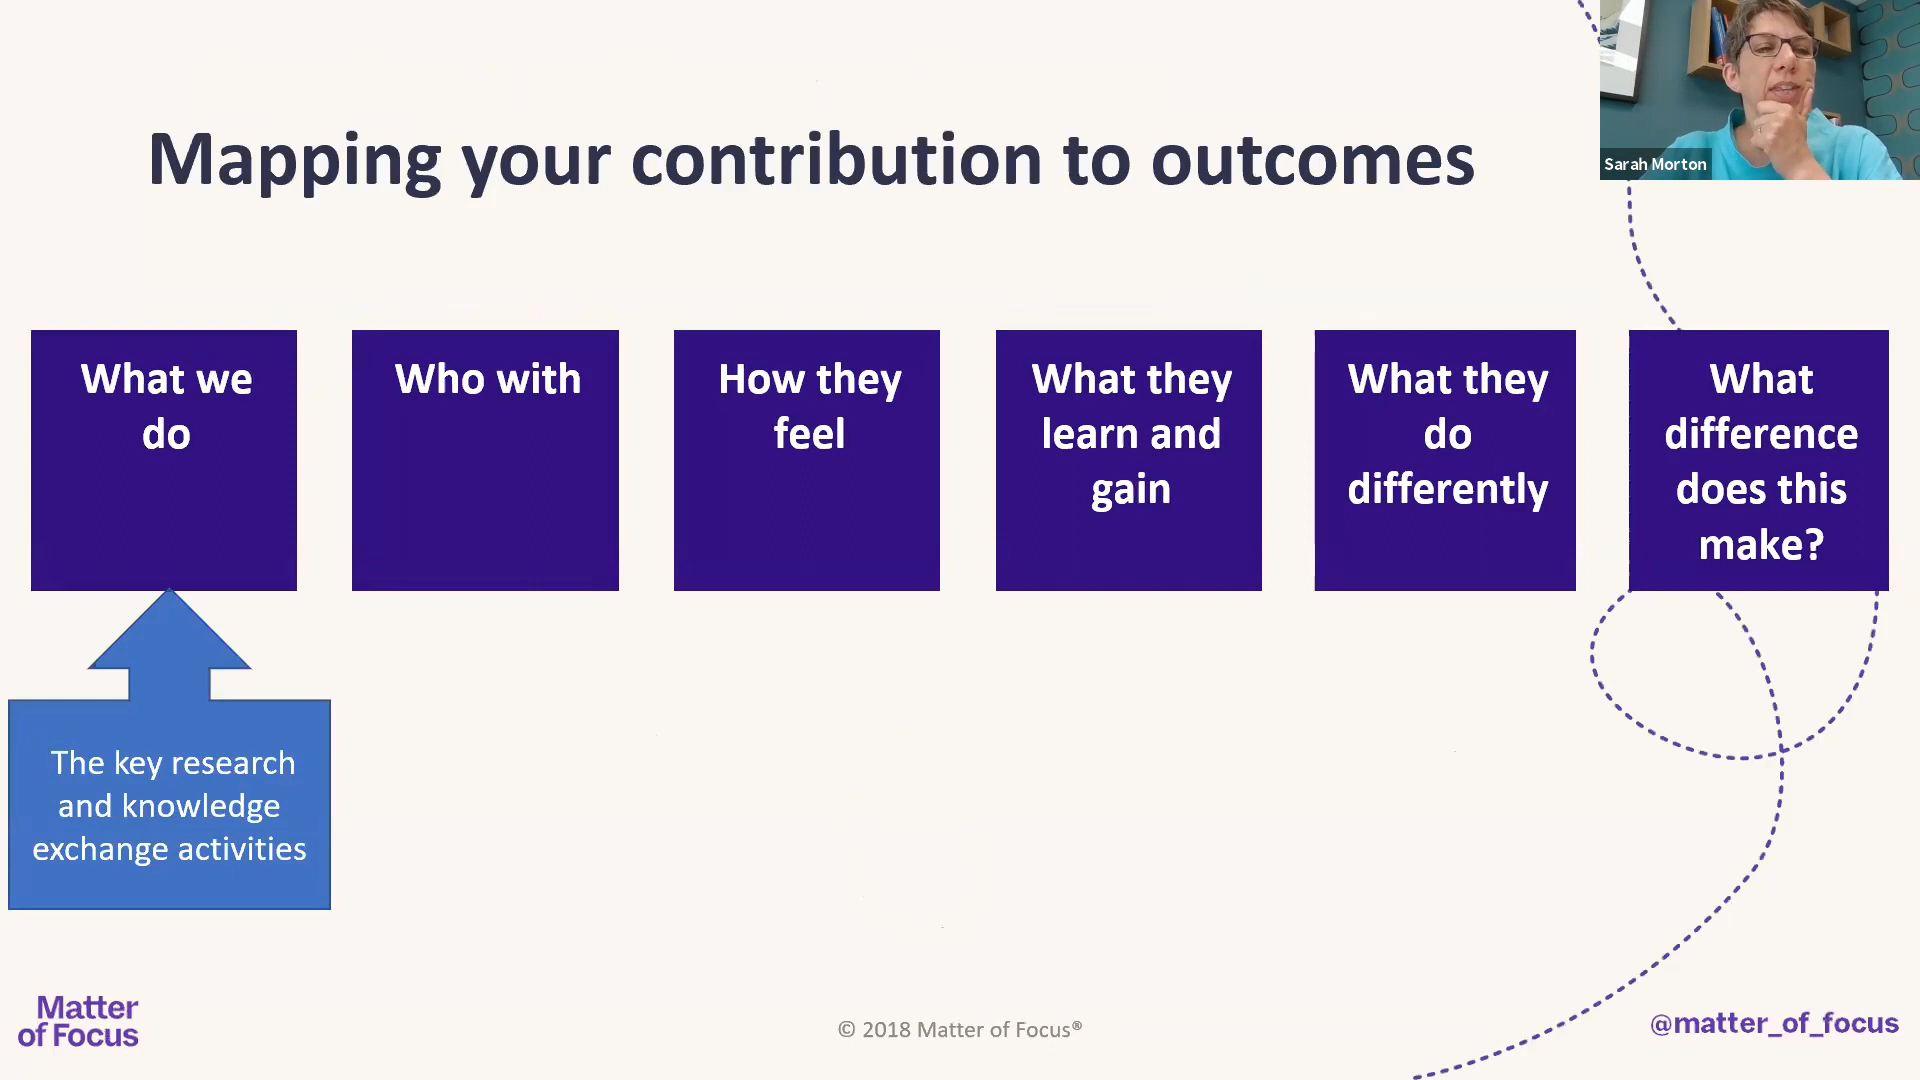 Mapping your contribution to outcomes
Sarah Morton
What we
do
Who with
How they
feel
What they
learn and
gain
What they
do
differently
What
difference
does this
make?
The key research
and knowledge
exchange activities
Matter
of Focus
© 2018 Matter of Focus®
@matter_of_focus